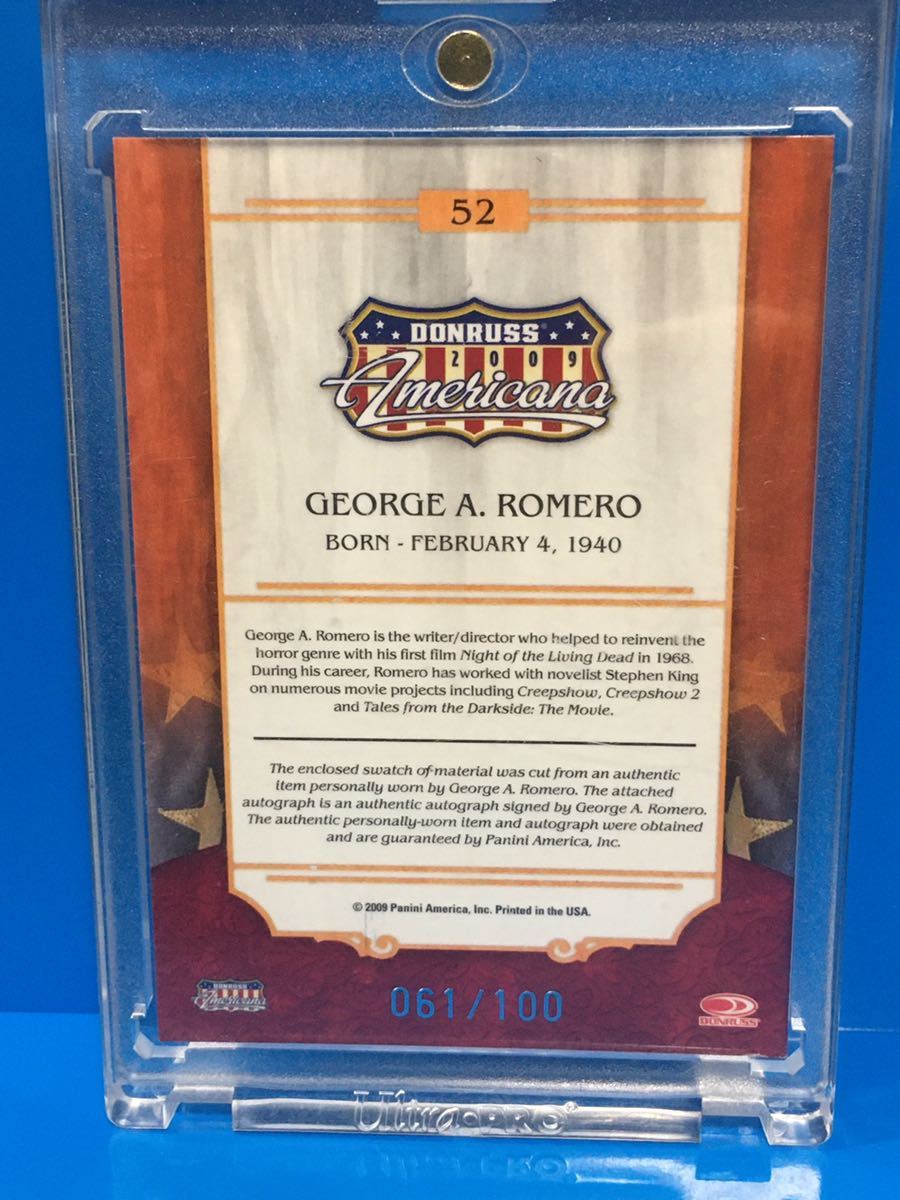 52
DONRUSS®
2009
Americana
GEORGE A. ROMERO
BORN - FEBRUARY 4, 1940
George A. Romero is the writer/director who helped to reinvent the
horror genre with his first film Night of the Living Dead in 1968.
During his career, Romero has worked with novelist Stephen King
on numerous movie projects including Creepshow, Creepshow 2
and Tales from the Darkside: The Movie.
The enclosed swatch of material was cut from an authentic
item personally worn by George A. Romero. The attached
autograph is an authentic autograph signed by George A. Romero.
The authentic personally-worn item and autograph were obtained
and are guaranteed by Panini America, Inc.
© 2009 Panini America, Inc. Printed in the USA.
DONRUSS
Americana
061/100
DONRUSS
Ultra·PRO®